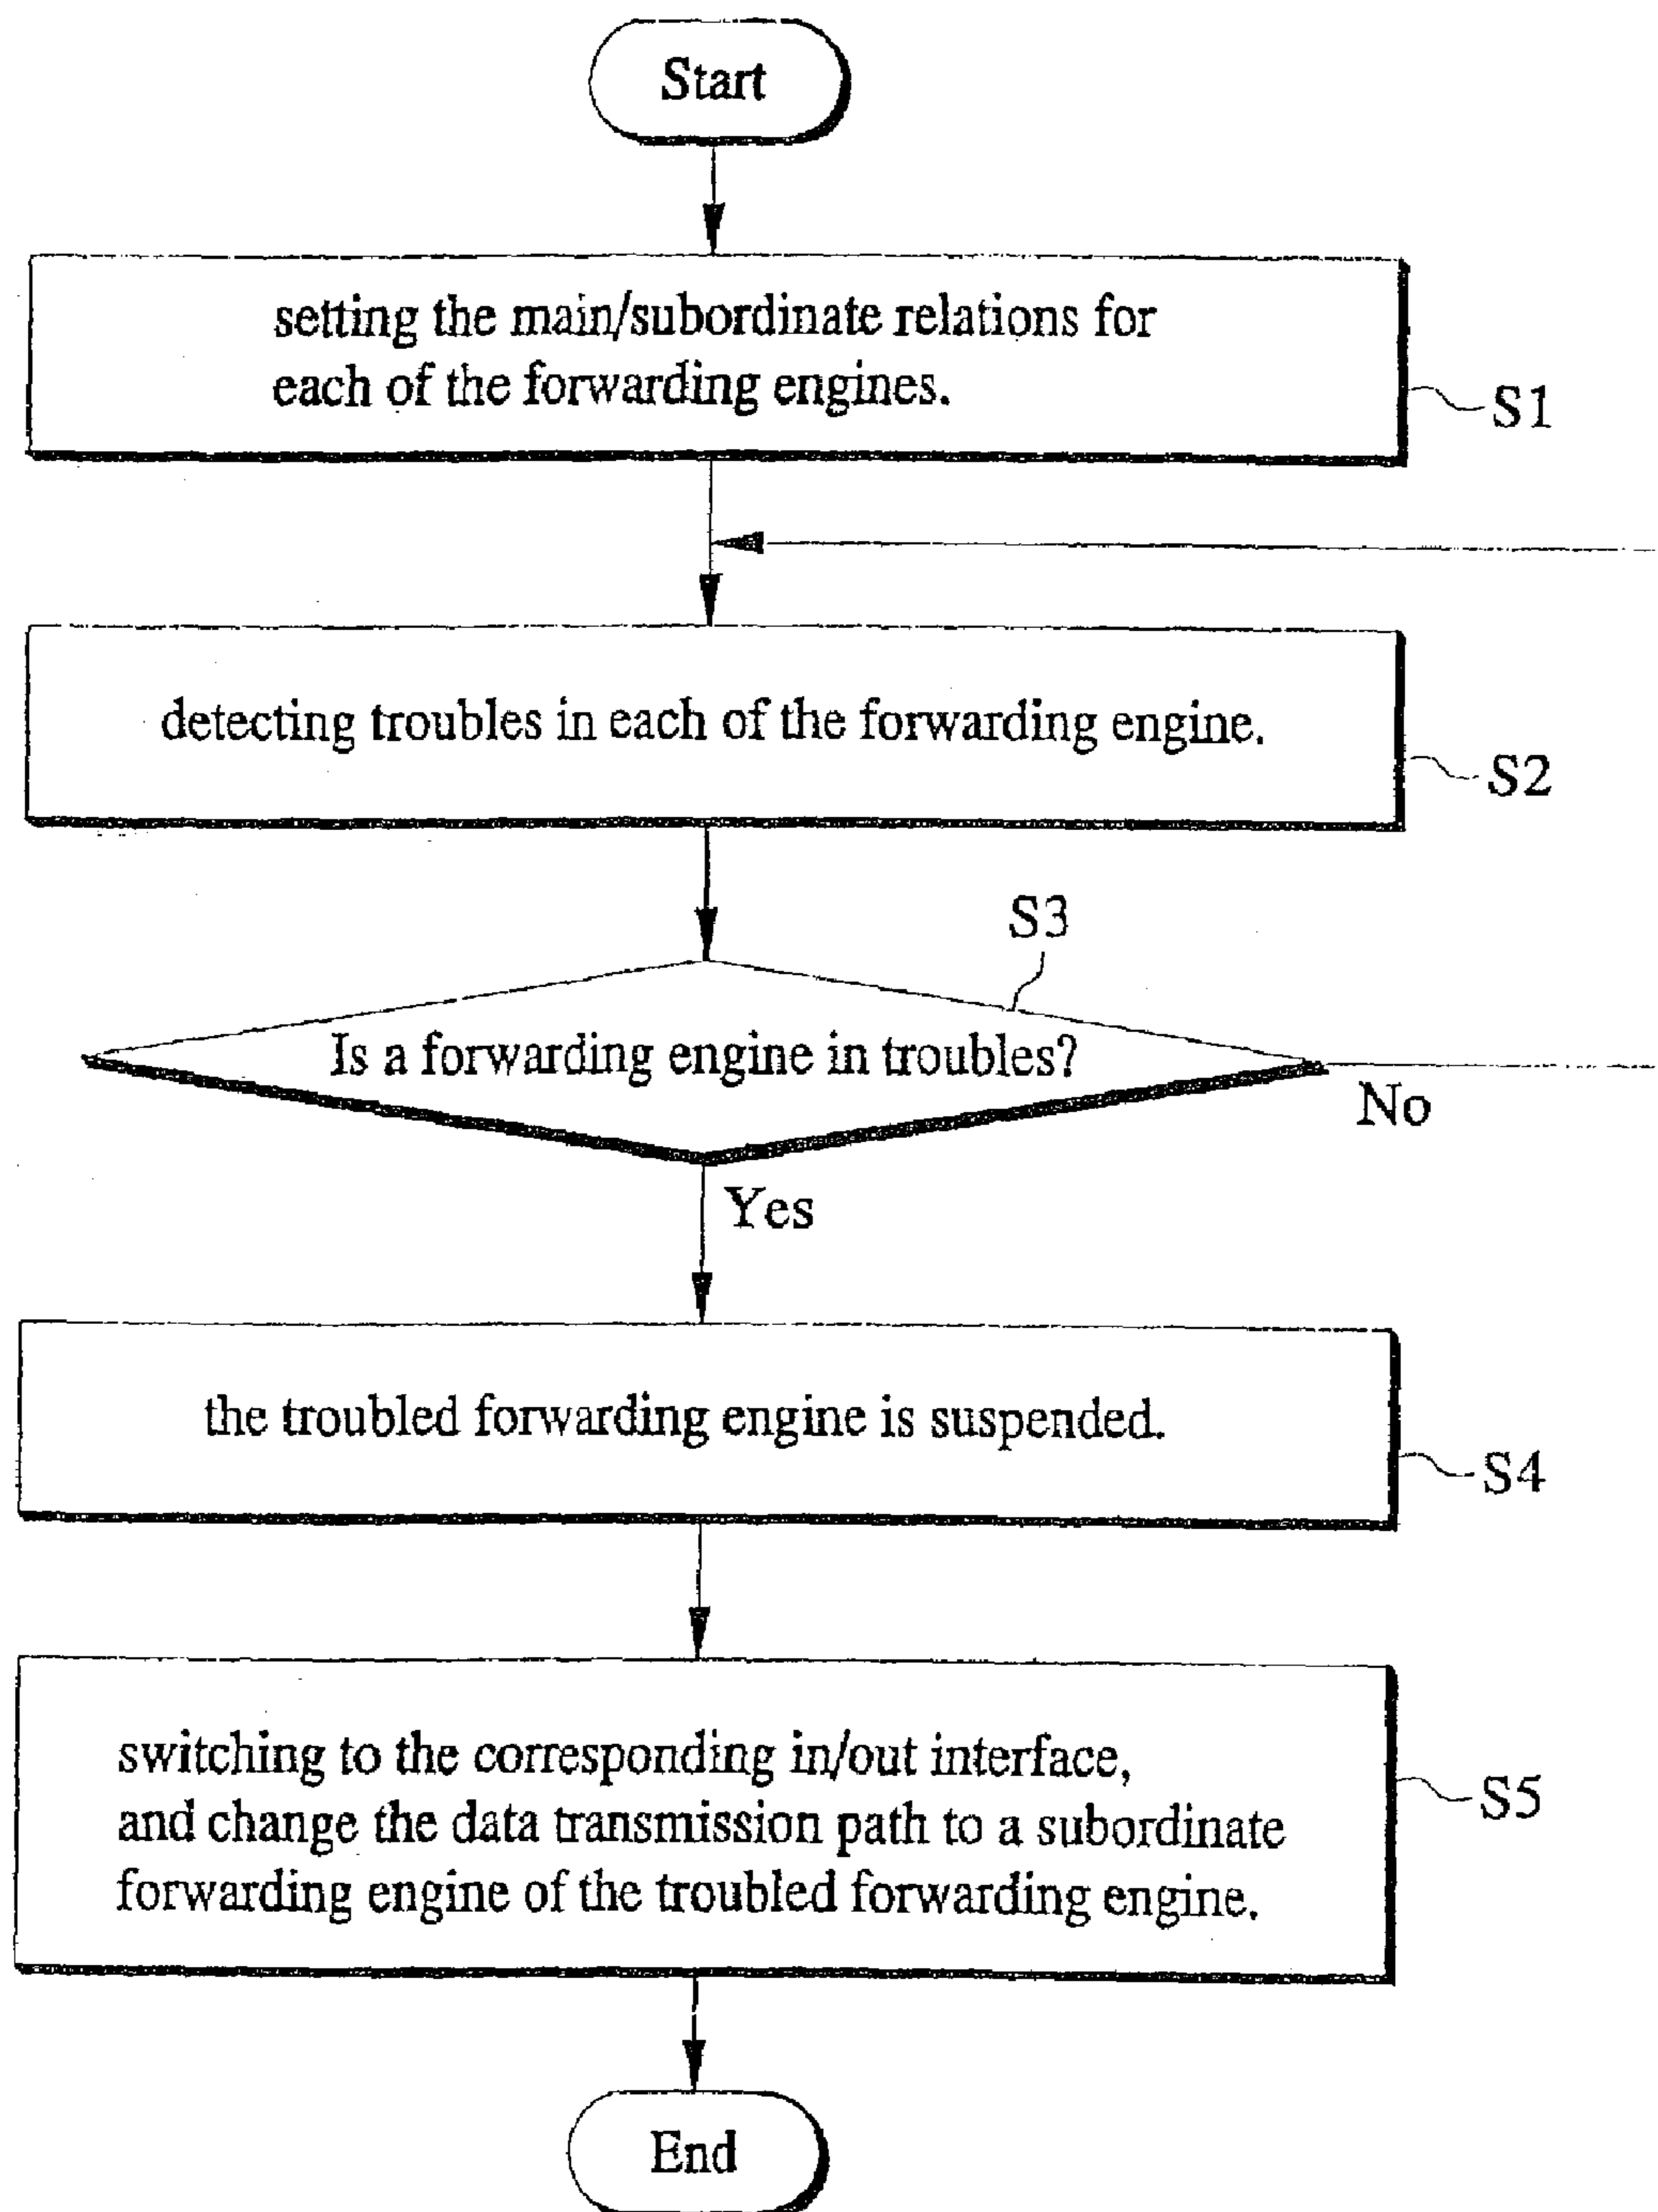 Start
setting the main/subordinate relations for
each of the forwarding engines.
S1
detecting troubles in each of the forwarding engine.
S2
S3
Is a forwarding engine in troubles?
No
Yes
the troubled forwarding engine is suspended.
S4
switching to the corresponding in/out interface,
and change the data transmission path to a subordinate
forwarding engine of the troubled forwarding engine.
S5
End